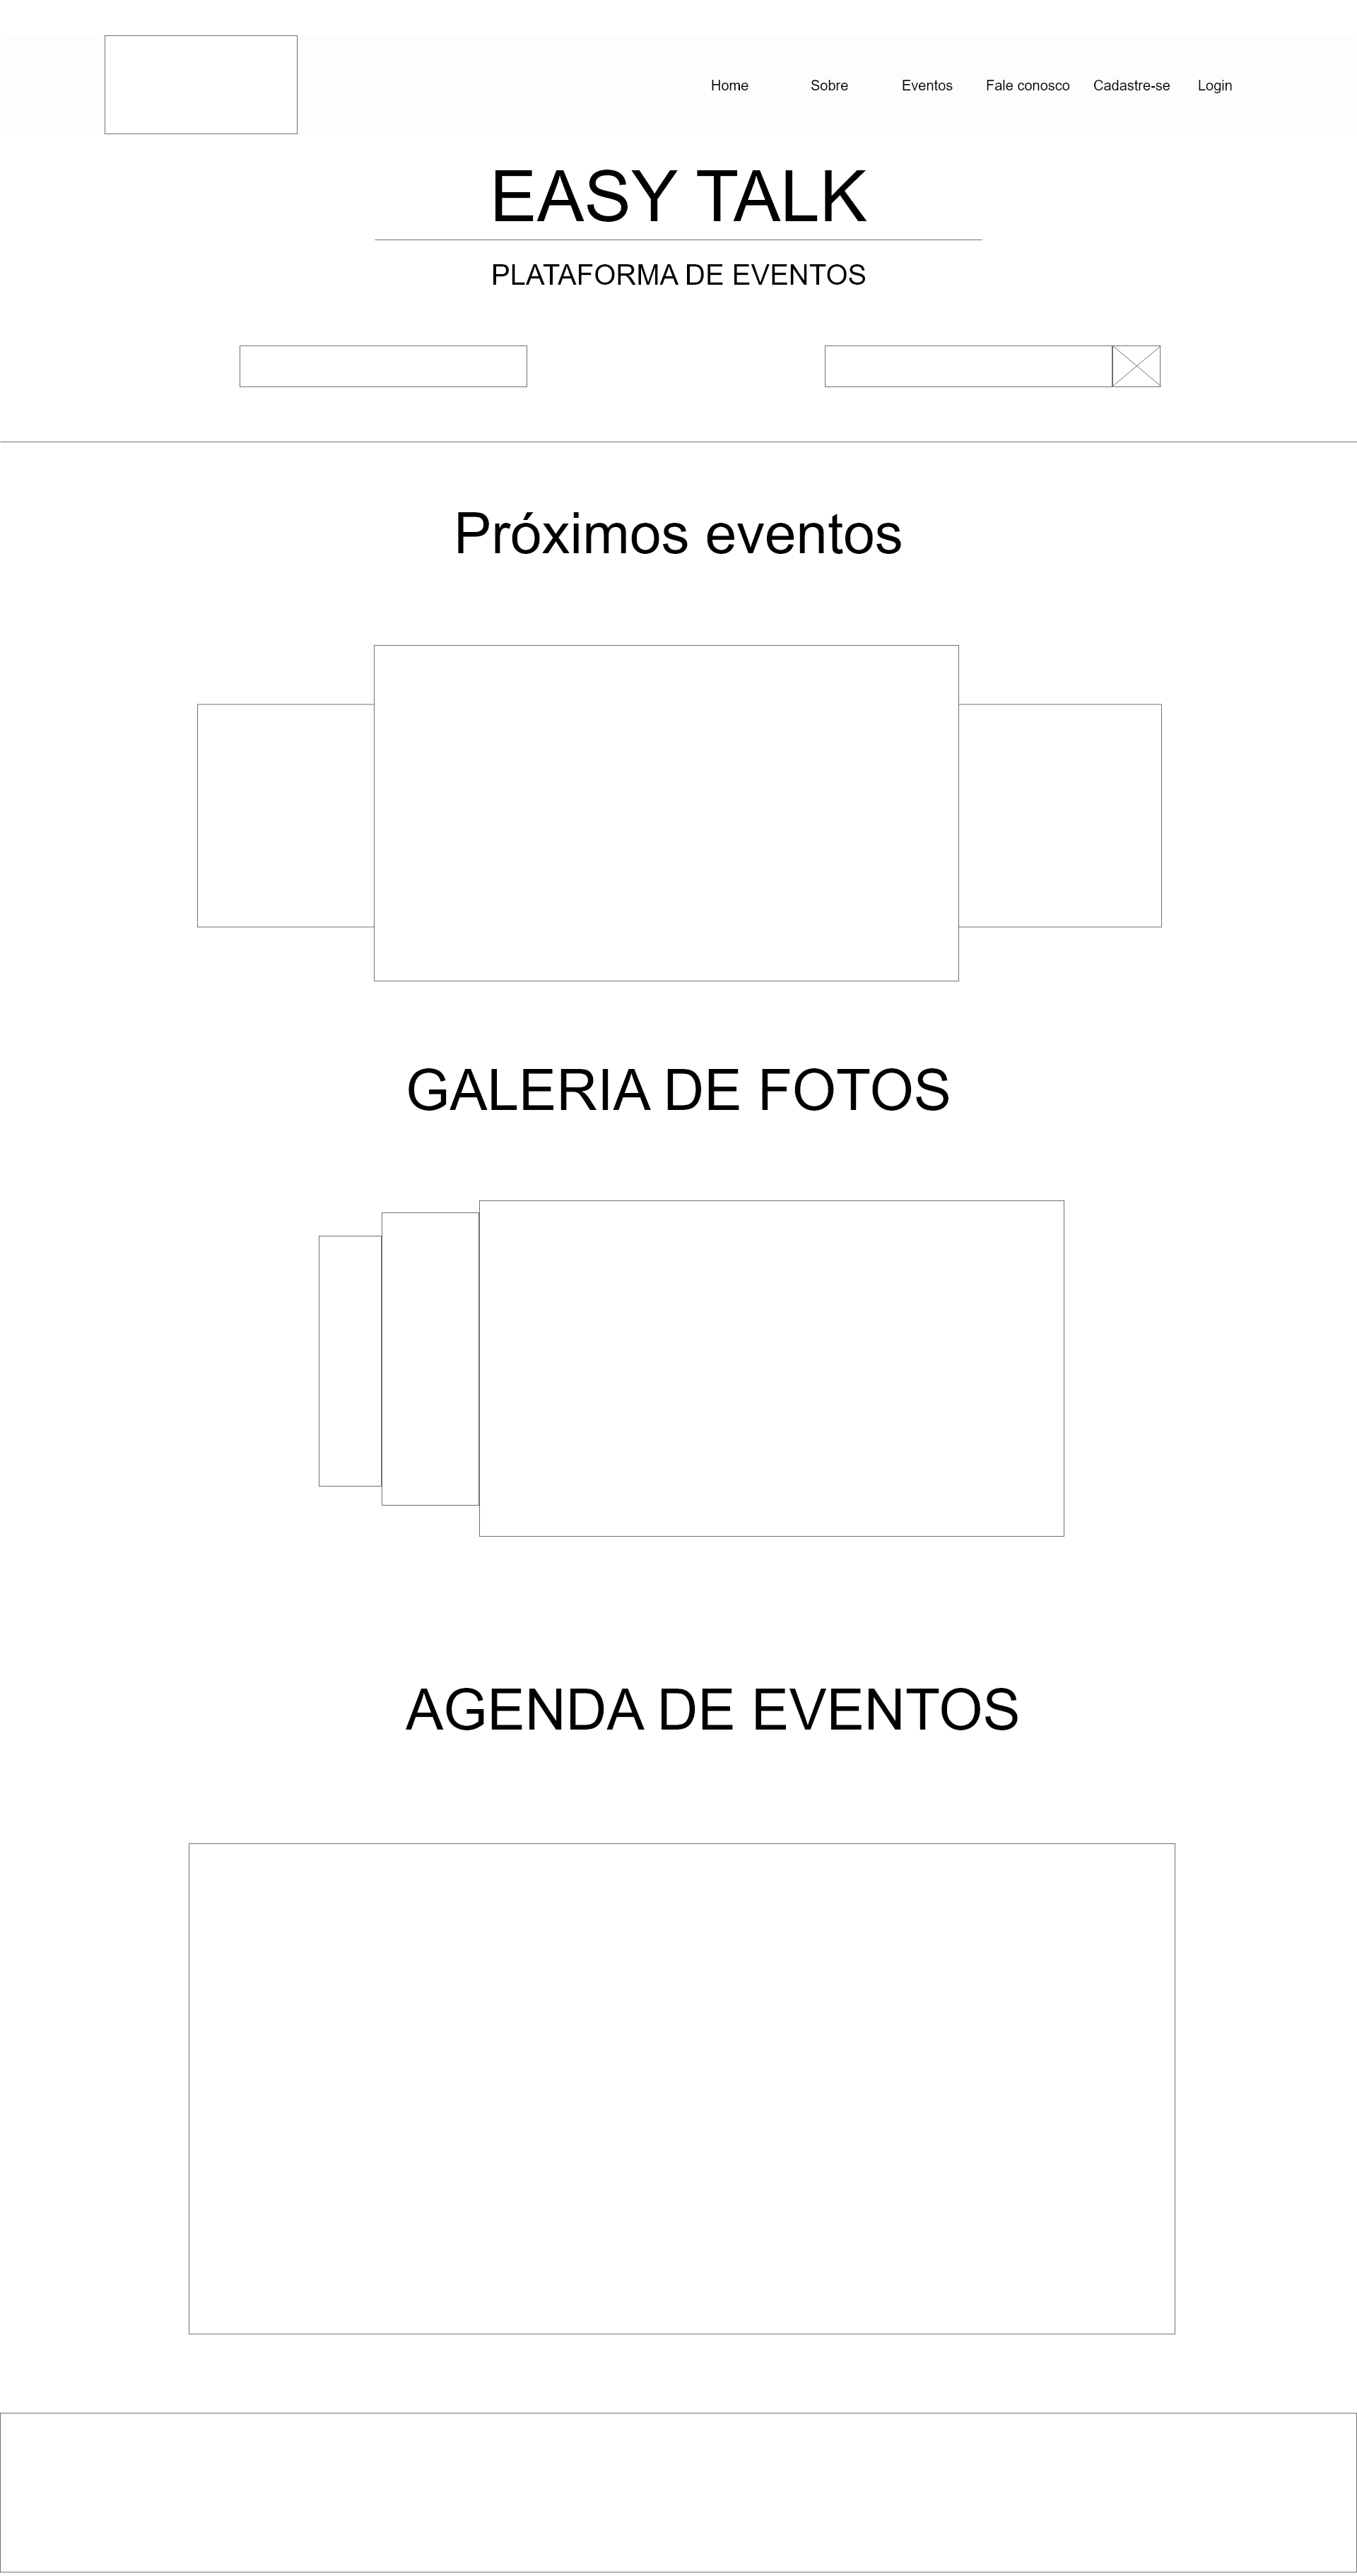 Home Sobre Eventos Fale conosco Cadastre-se Login
EASY TALK
PLATAFORMA DE EVENTOS
Próximos eventos
GALERIA DE FOTOS
AGENDA DE EVENTOS